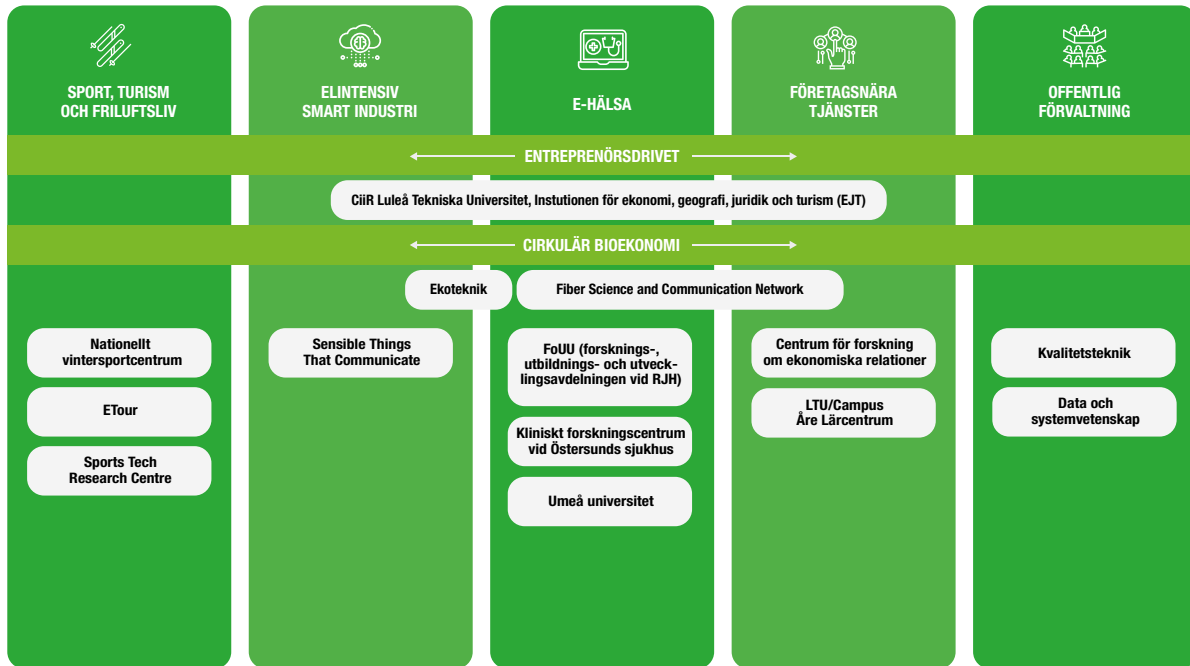 SPORT, TURISM
OCH FRILUFTSLIV
ELINTENSIV
SMART INDUSTRI
E-HÄLSA
FÖRETAGSNÄRA
TJÄNSTER
OFFENTLIG
FÖRVALTNING
ENTREPRENÖRSDRIVET
CiiR Luleå Tekniska Universitet, Instutionen för ekonomi, geografi, juridik och turism (EJT)
CIRKULÄR BIOEKONOMI
Ekoteknik
Fiber Science and Communication Network
Nationellt
vintersportcentrum
ETour
Sports Tech
Research Centre
Sensible Things
That Communicate
FoUU (forsknings-,
utbildnings- och utveck-
lingsavdelningen vid RJH)
Kliniskt forskningscentrum
vid Östersunds sjukhus
Umeå universitet
Centrum för forskning
om ekonomiska relationer
LTU/Campus
Åre Lärcentrum
Kvalitetsteknik
Data och
systemvetenskap